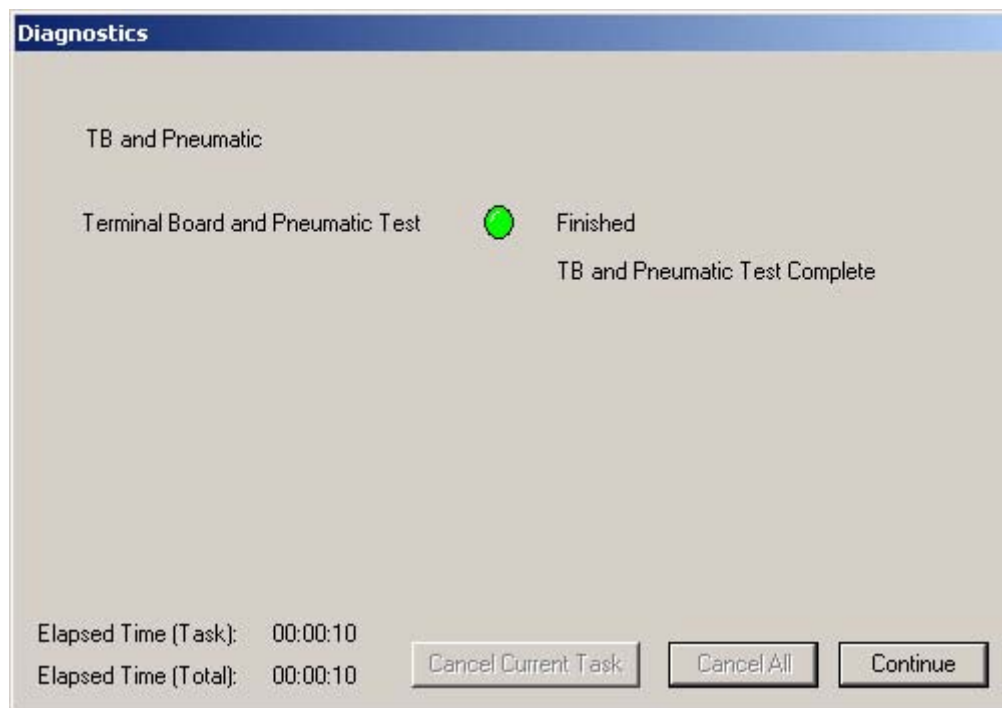 Diagnostics
TB and Pneumatic
Terminal Board and Pneumatic Test
Finished
TB and Pneumatic Test Complete
Elapsed Time (Task): 00:00:10
Elapsed Time (Total): 00:00:10
Cancel Current Task
Cancel All
Continue